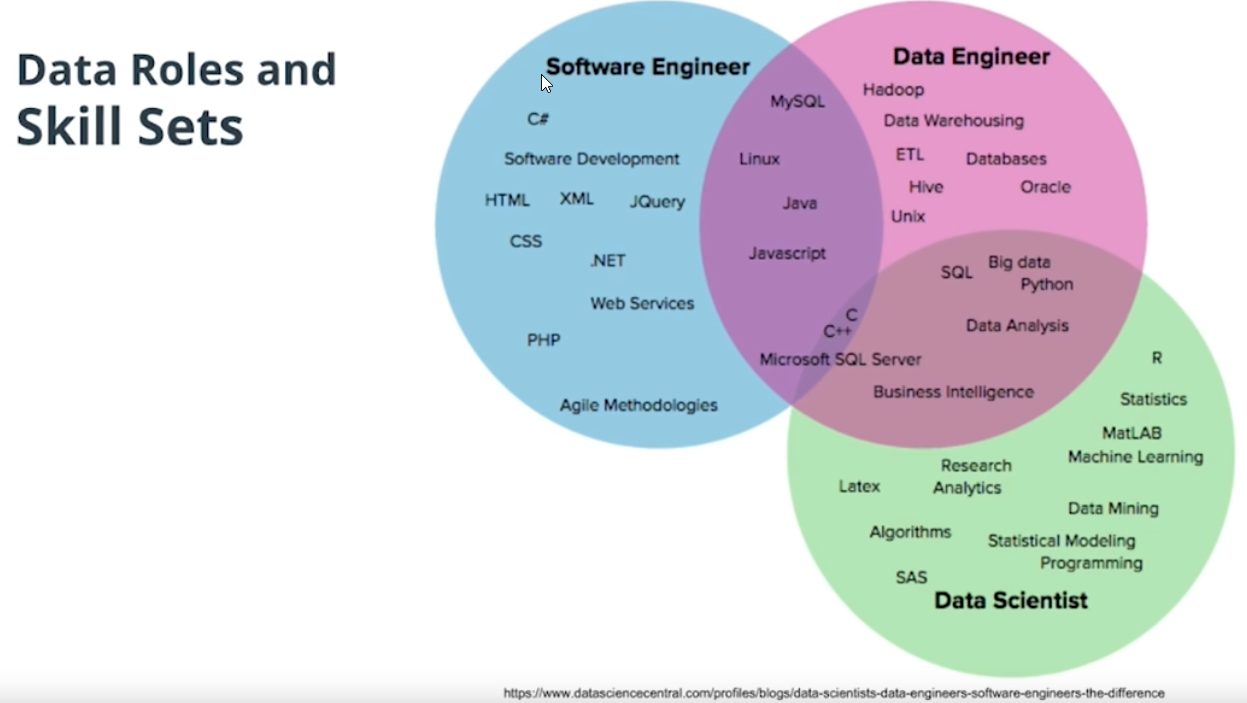 Data Roles and
Skill Sets
Software Engineer
C#
Software Development
HTML XML JQuery
CSS
.NET
Web Services
PHP
Agile Methodologies
MySQL
Linux
Java
Javascript
C
C++
Microsoft SQL Server
Data Engineer
Hadoop
Data Warehousing
ETL Databases
Hive Oracle
Unix
SQL Big data
Python
Data Analysis
Business Intelligence
R
Statistics
MatLAB
Machine Learning
Research
Latex Analytics
Data Mining
Algorithms
Statistical Modeling
Programming
SAS
Data Scientist
https://www.datasciencecentral.com/profiles/blogs/data-scientists-data-engineers-software-engineers-the-difference